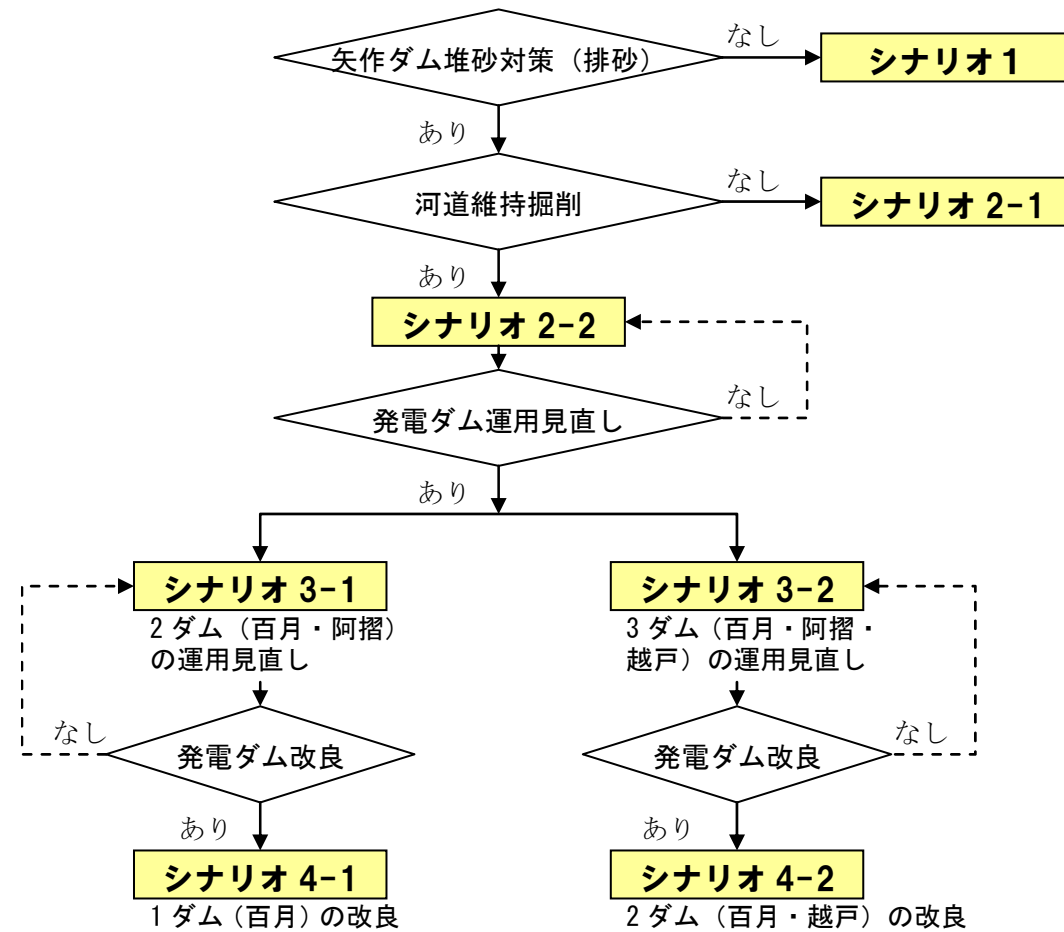 矢作ダム堆砂対策（排砂）
なし
シナリオ1
あり
河道維持掘削
なし
シナリオ 2-1
あり
シナリオ 2-2
発電ダム運用見直し
なし
あり
シナリオ 3-1
2 ダム（百月・阿摺）
の運用見直し
シナリオ 3-2
3 ダム（百月・阿摺・
越戸）の運用見直し
なし
発電ダム改良
発電ダム改良
なし
あり
あり
シナリオ 4-1
1 ダム（百月）の改良
シナリオ 4-2
2 ダム（百月・越戸）の改良